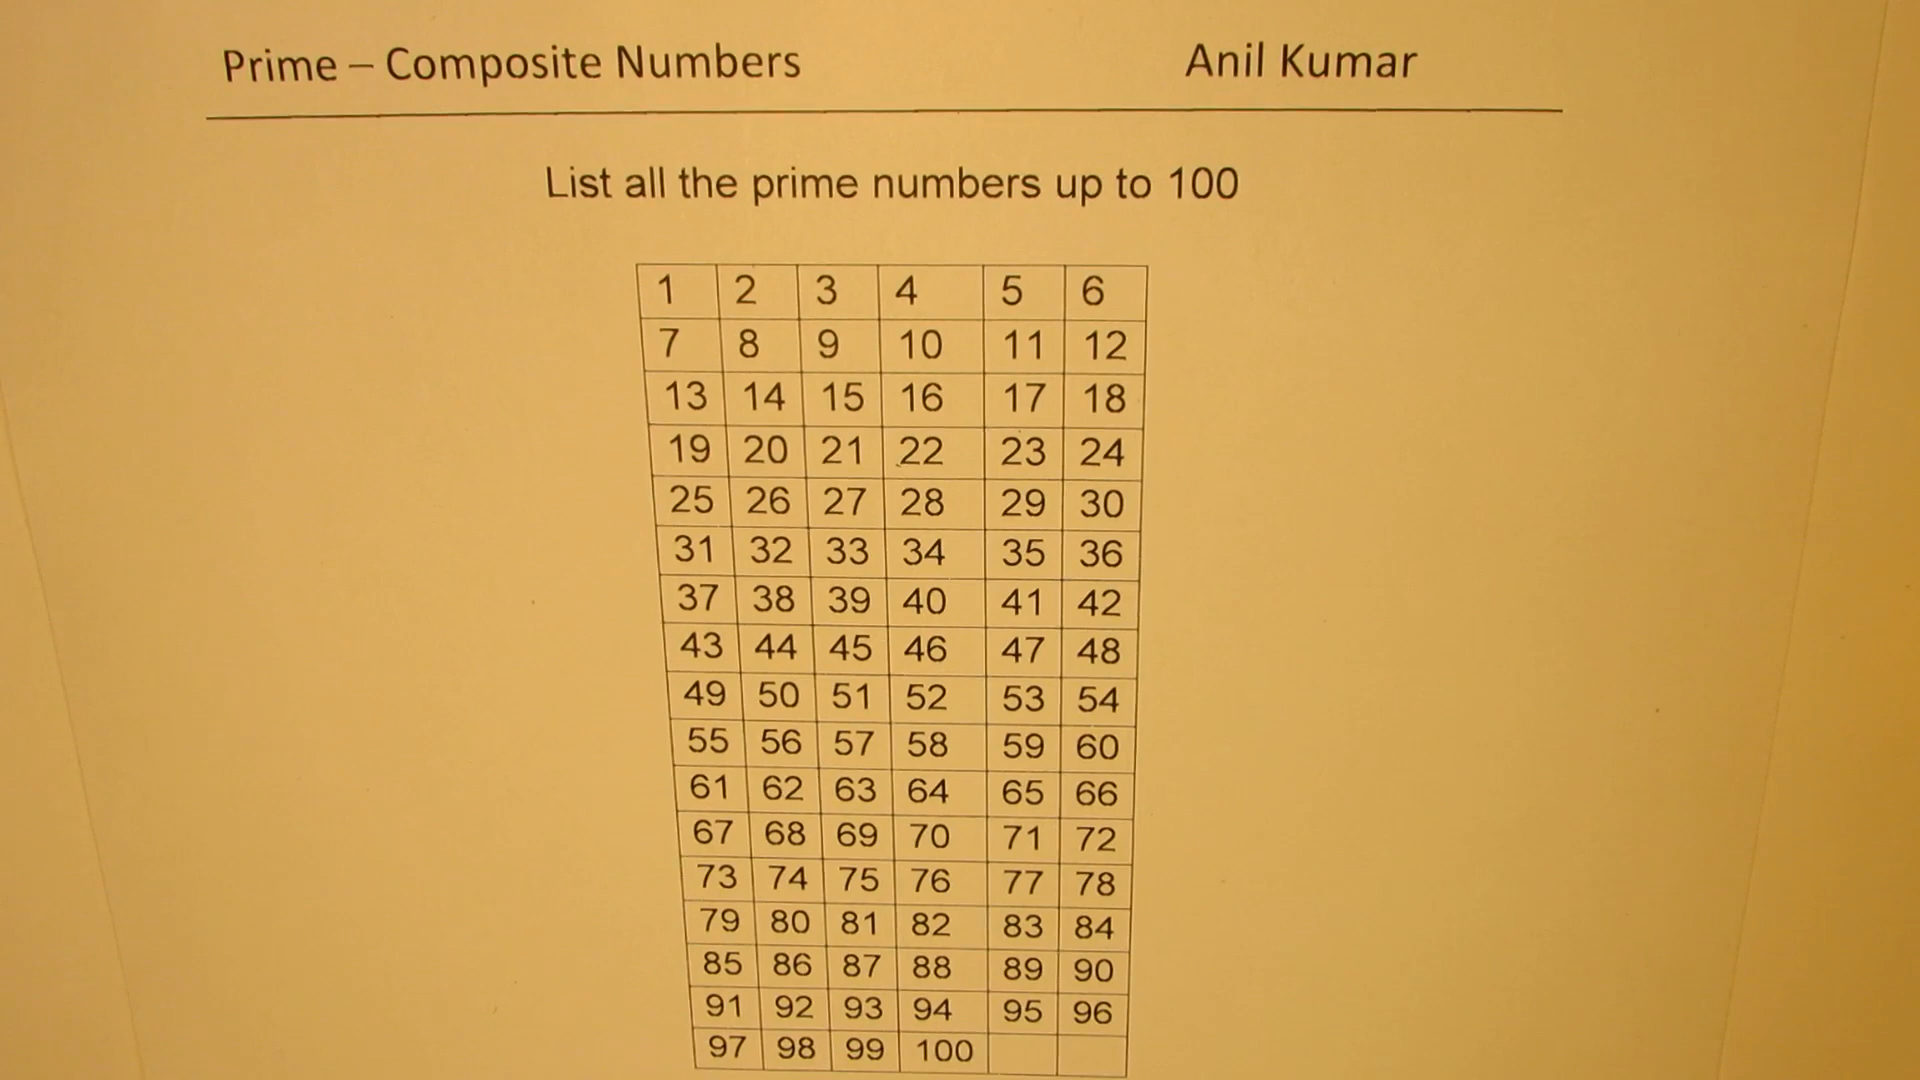 Prime – Composite Numbers Anil Kumar
List all the prime numbers up to 100
1 2 3 4 5 6
7 8 9 10 11 12
13 14 15 16 17 18
19 20 21 22 23 24
25 26 27 28 29 30
31 32 33 34 35 36
37 38 39 40 41 42
43 44 45 46 47 48
49 50 51 52 53 54
55 56 57 58 59 60
61 62 63 64 65 66
67 68 69 70 71 72
73 74 75 76 77 78
79 80 81 82 83 84
85 86 87 88 89 90
91 92 93 94 95 96
97 98 99 100